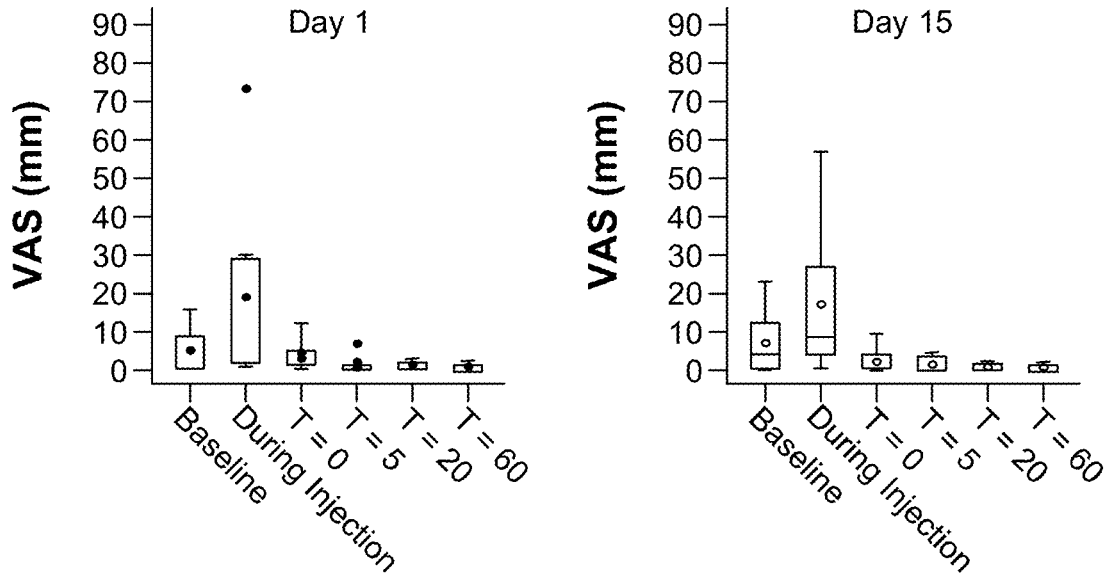 Day 1
VAS (mm)
90
80
70
60
50
40
30
20
10
0
Baseline
During Injection
T = 0
T = 5
T = 20
T = 60
Day 15
VAS (mm)
90
80
70
60
50
40
30
20
10
0
Baseline
During Injection
T = 0
T = 5
T = 20
T = 60